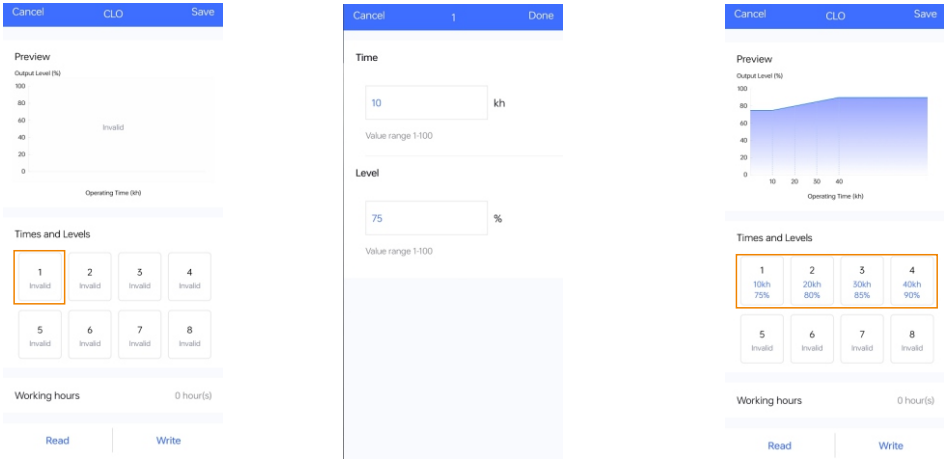 Cancel CLO Save
Preview
Output Level (%)
100
80
60
Invalid
40
20
0
Operating Time (kh)
Times and Levels
1 2 3 4
Invalid Invalid Invalid Invalid
5 6 7 8
Invalid Invalid Invalid Invalid
Working hours 0 hour(s)
Read Write
Cancel 1 Done
Time
10 kh
Value range 1-100
Level
75 %
Value range 1-100
Cancel CLO Save
Preview
Output Level (%)
100
80
60
40
20
0
10 20 30 40
Operating Time (kh)
Times and Levels
1 2 3 4
10kh 20kh 30kh 40kh
75% 80% 85% 90%
5 6 7 8
Invalid Invalid Invalid Invalid
Working hours 0 hour(s)
Read Write